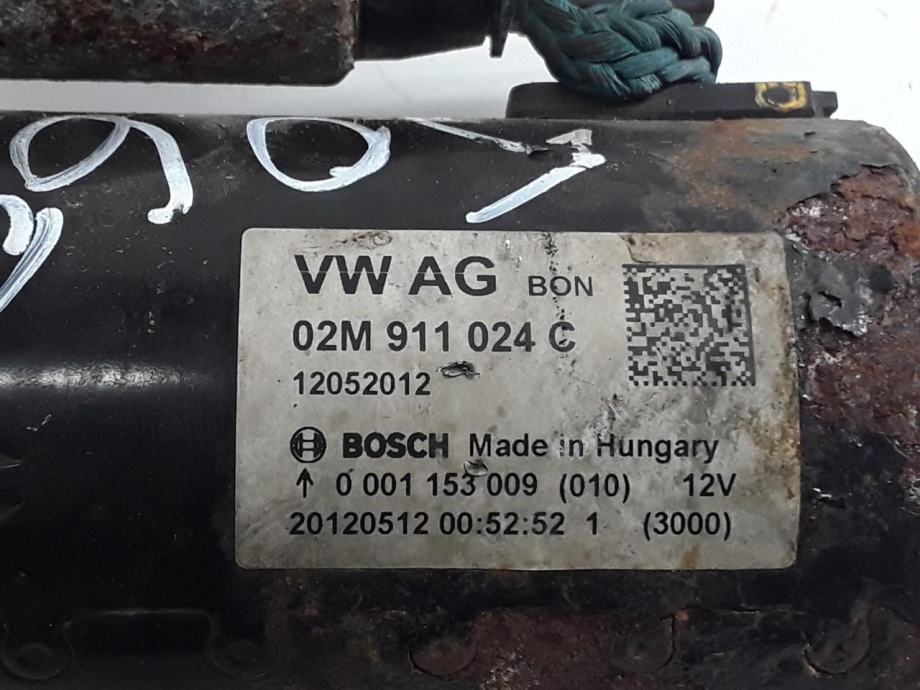 VW AG BON
02M 911 024 C
12052012
BOSCH Made in Hungary
↑ 0 001 153 009 (010) 12V
20120512 00:52:52 1 (3000)